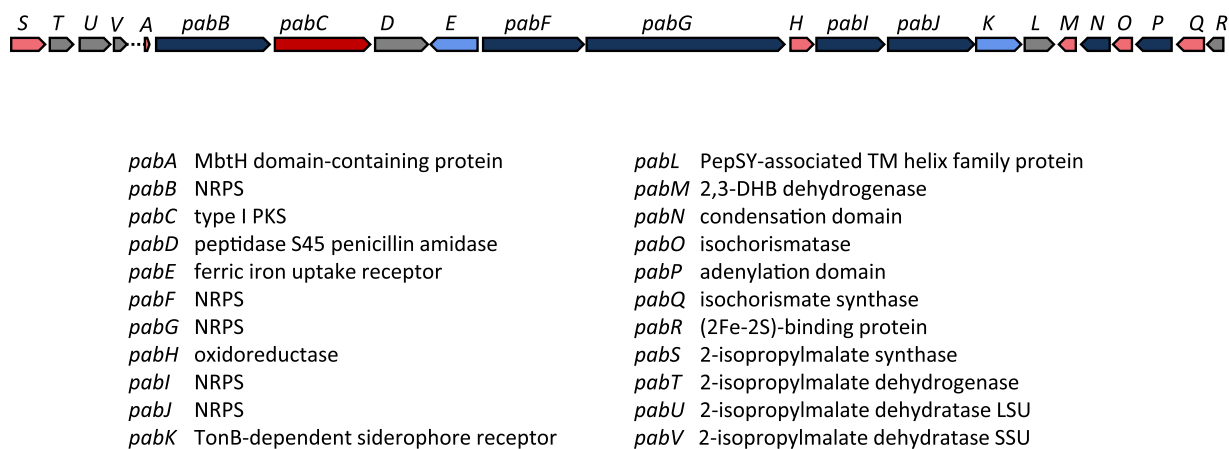 S T U V A pabB pabC D E pabF pabG H pabI pabJ K L M N O P Q R
pabA MbtH domain-containing protein
pabB NRPS
pabC type I PKS
pabD peptidase S45 penicillin amidase
pabE ferric iron uptake receptor
pabF NRPS
pabG NRPS
pabH oxidoreductase
pabI NRPS
pabJ NRPS
pabK TonB-dependent siderophore receptor
pabL PepSY-associated TM helix family protein
pabM 2,3-DHB dehydrogenase
pabN condensation domain
pabO isochorismatase
pabP adenylation domain
pabQ isochorismate synthase
pabR (2Fe-2S)-binding protein
pabS 2-isopropylmalate synthase
pabT 2-isopropylmalate dehydrogenase
pabU 2-isopropylmalate dehydratase LSU
pabV 2-isopropylmalate dehydratase SSU